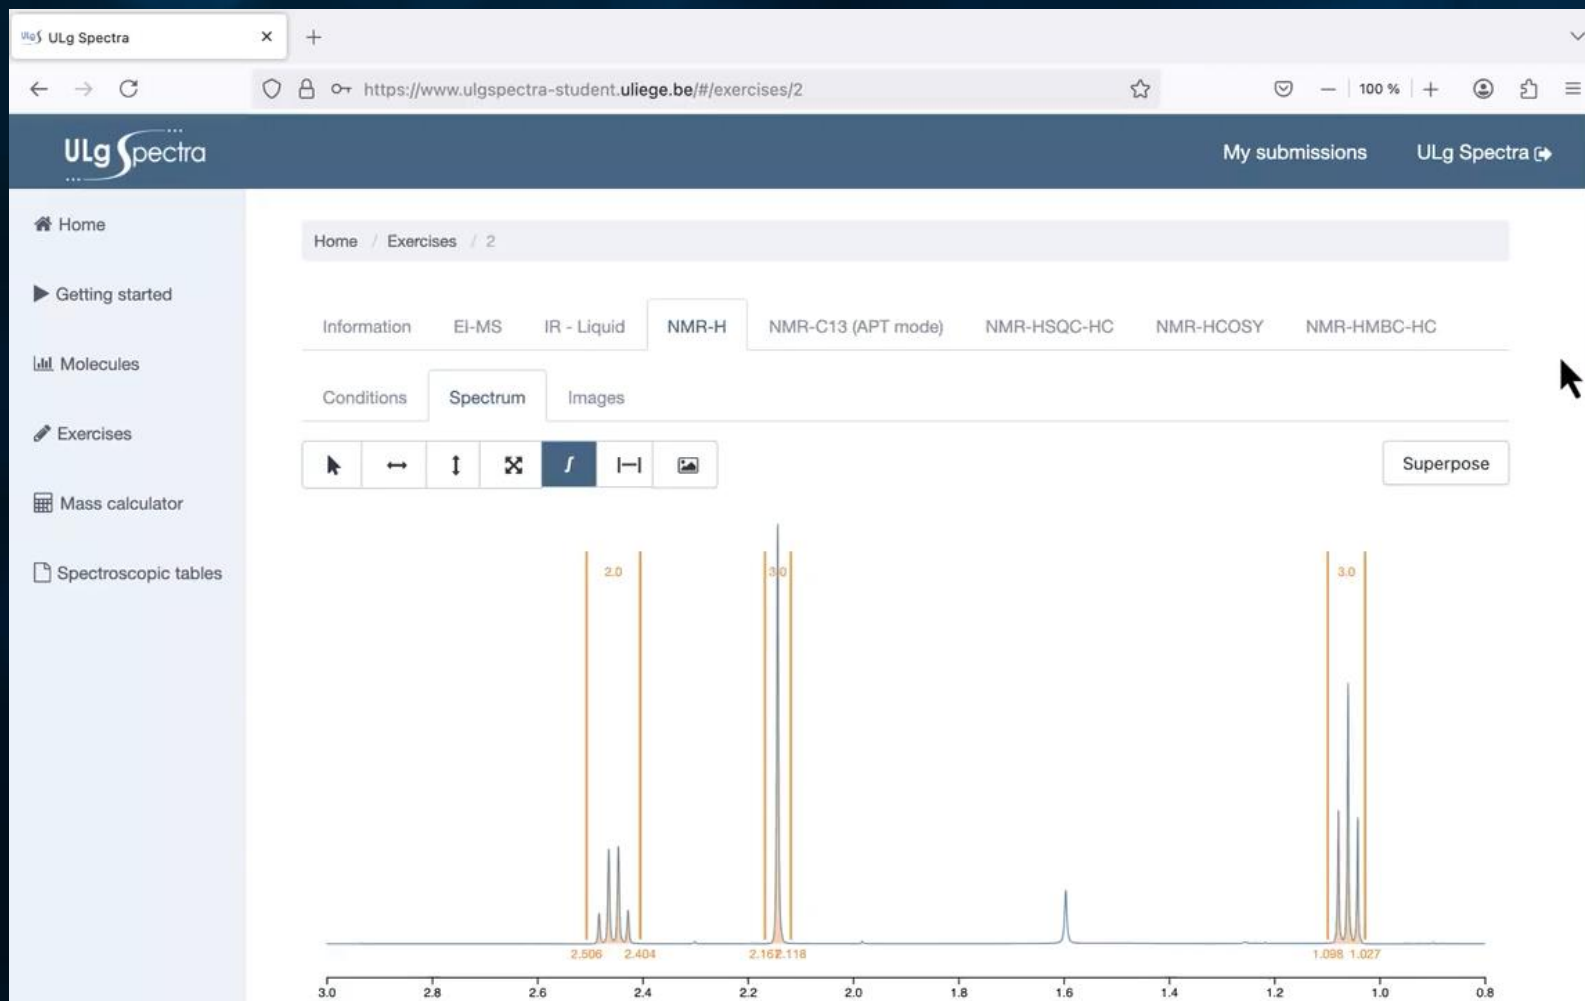 ULg Spectra
https://www.ulgspectra-student.uliege.be/#/exercises/2
100 %
ULg Spectra
My submissions
ULg Spectra
Home
Getting started
Molecules
Exercises
Mass calculator
Spectroscopic tables
Home / Exercises / 2
Information EI-MS IR - Liquid NMR-H NMR-C13 (APT mode) NMR-HSQC-HC NMR-HCOSY NMR-HMBC-HC
Conditions Spectrum Images
Superpose
2.0 3.0 3.0
2.506 2.404 2.167 2.118 1.098 1.027
3.0 2.8 2.6 2.4 2.2 2.0 1.8 1.6 1.4 1.2 1.0 0.8